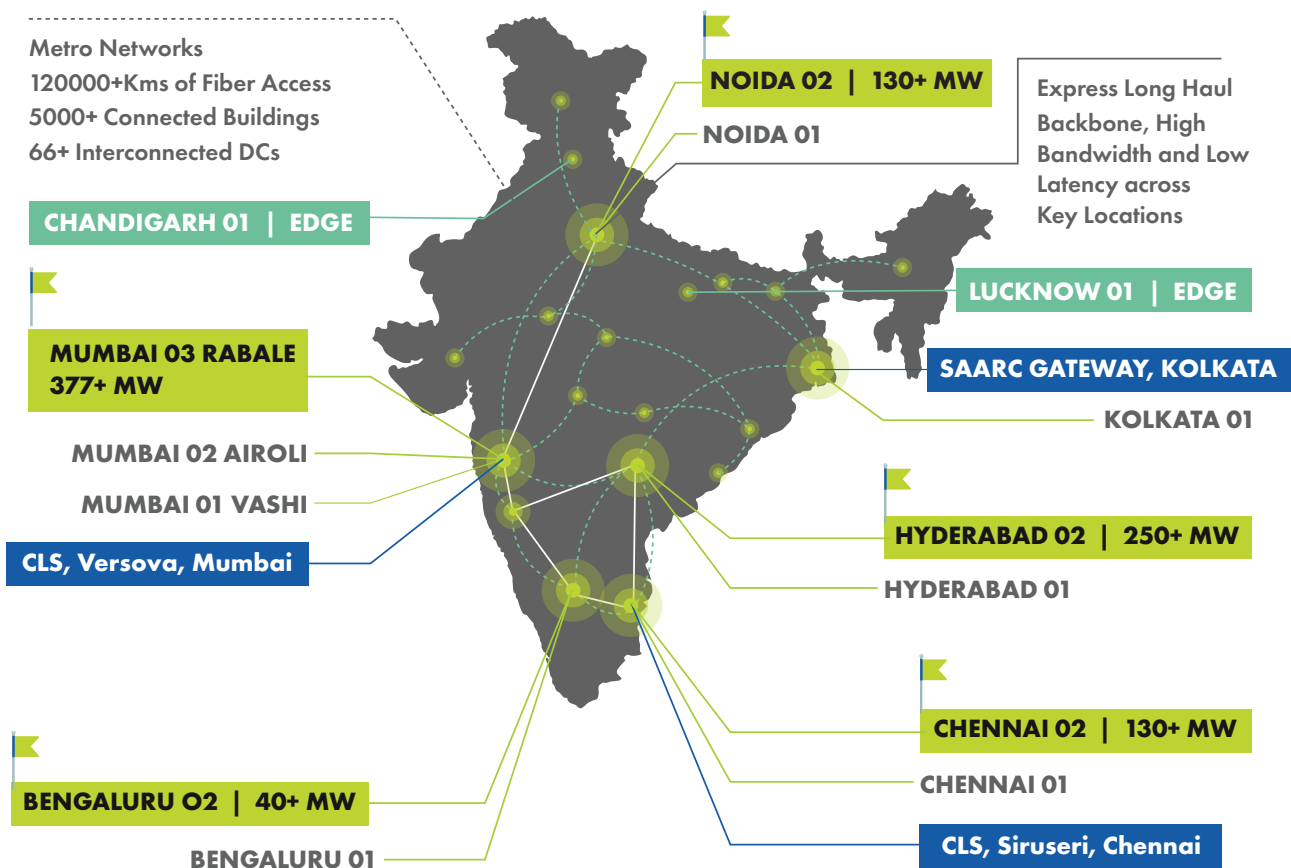 Metro Networks
120000+Kms of Fiber Access
5000+ Connected Buildings
66+ Interconnected DCs
NOIDA 02 | 130+ MW
NOIDA 01
Express Long Haul
Backbone, High
Bandwidth and Low
Latency across
Key Locations
CHANDIGARH 01 | EDGE
LUCKNOW 01 | EDGE
MUMBAI 03 RABALE
377+ MW
SAARC GATEWAY, KOLKATA
KOLKATA 01
MUMBAI 02 AIROLI
MUMBAI 01 VASHI
CLS, Versova, Mumbai
HYDERABAD 02 | 250+ MW
HYDERABAD 01
CHENNAI 02 | 130+ MW
CHENNAI 01
BENGALURU O2 | 40+ MW
BENGALURU 01
CLS, Siruseri, Chennai